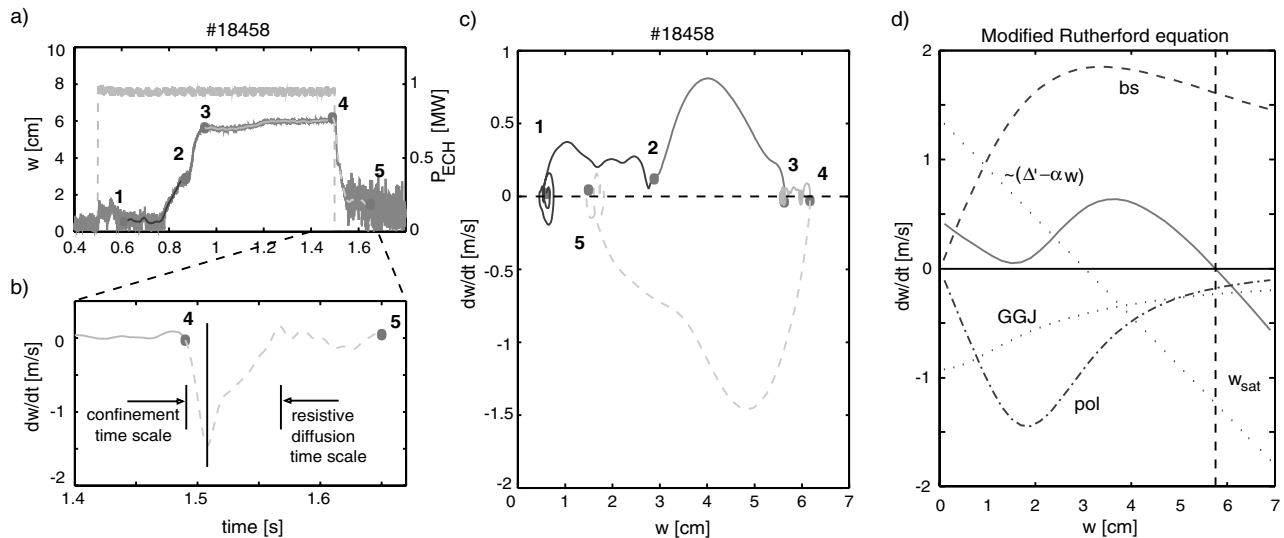 a)
#18458
w [cm]
10
8
6
4
2
0
1
0.5
0
P_ECH [MW]
1
2
3
4
5
0.4
0.6
0.8
1
1.2
1.4
1.6
b)
dw/dt [m/s]
0
-1
-2
4
5
confinement
time scale
resistive
diffusion
time scale
1.4
1.5
1.6
time [s]
c)
#18458
dw/dt [m/s]
1
0.5
0
-0.5
-1
-1.5
-2
1
2
3
4
5
0
1
2
3
4
5
6
7
w [cm]
d)
Modified Rutherford equation
dw/dt [m/s]
2
1
0
-1
-2
bs
~(Δ'-αw)
GGJ
pol
w_sat
0
1
2
3
4
5
6
7
w [cm]